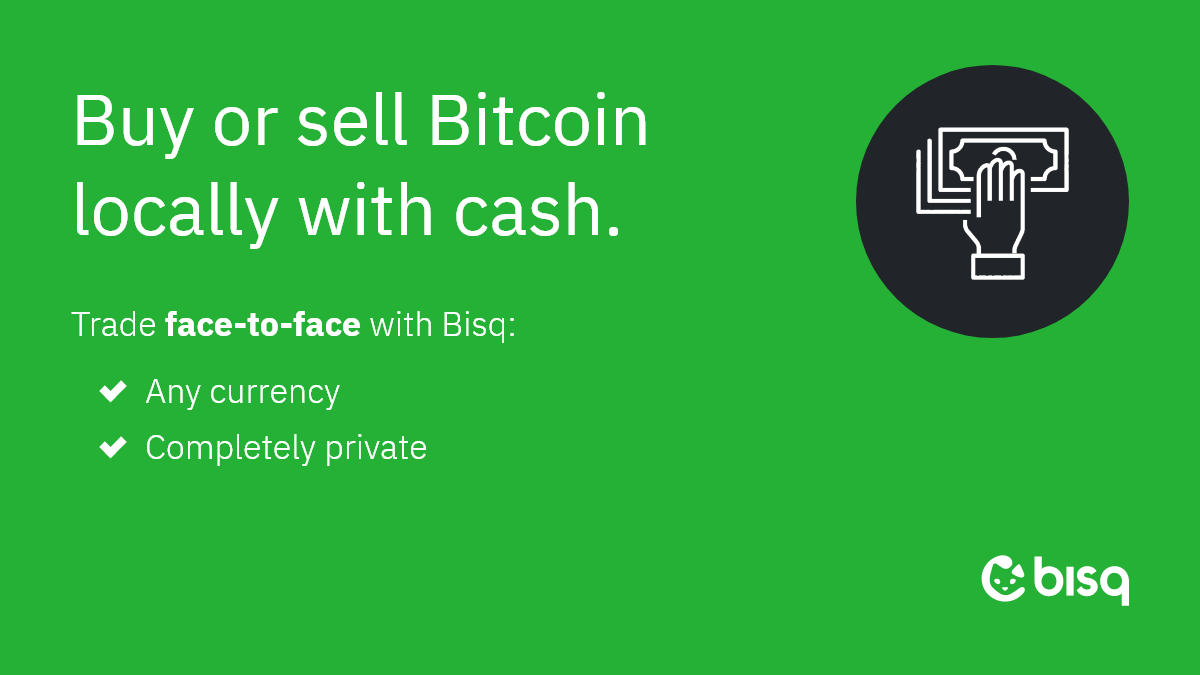 Buy or sell Bitcoin
locally with cash.
Trade face-to-face with Bisq:
Any currency
Completely private
bisq